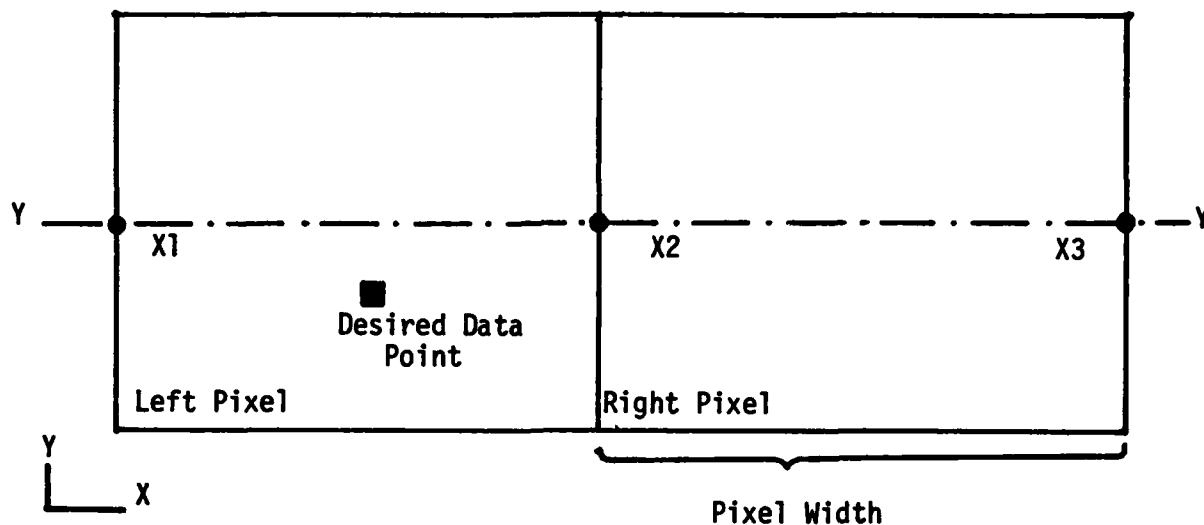 Y
Y
X1
X2
X3
Desired Data
Point
Left Pixel
Right Pixel
Y
X
Pixel Width